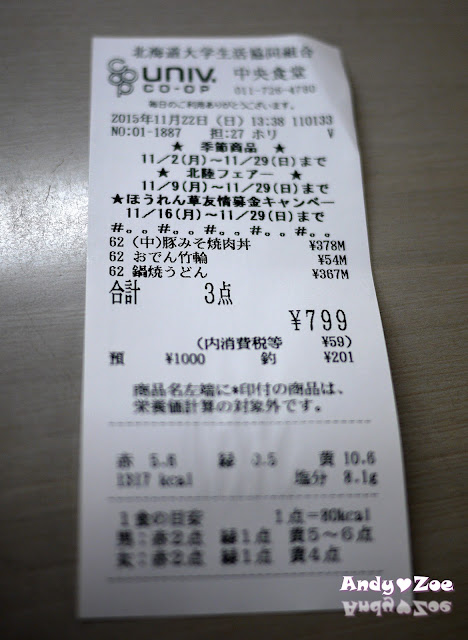 北海道大学生活協同組合
coop UNIV. CO-OP 中央食堂
011-726-4780
毎日のご利用ありがとうございます。
2015年11月22日(日) 13:38 110133
NO:01-1887 担:27 ホリ V
★ 季節商品 ★
11/2(月)～11/29(日)まで
★ 北陸フェアー ★
11/9(月)～11/29(日)まで
★ほうれん草友情募金キャンペー
11/16(月)～11/29(日)まで
#。。#。。#。。#。。#。。
62 (中)豚みそ焼肉丼 ¥378M
62 おでん竹輪 ¥54M
62 鍋焼うどん ¥367M
合計 3点
¥799
(内消費税等 ¥59)
預 ¥1000 釣 ¥201
商品名左端に*印付の商品は、
栄養価計算の対象外です。
赤 5.8 緑 3.5 黄 10.6
1317 kcal 塩分 8.1g
1食の目安 1点=80kcal
男:赤2点 緑1点 黄5～6点
女:赤2点 緑1点 黄4点
Andy♥Zoe